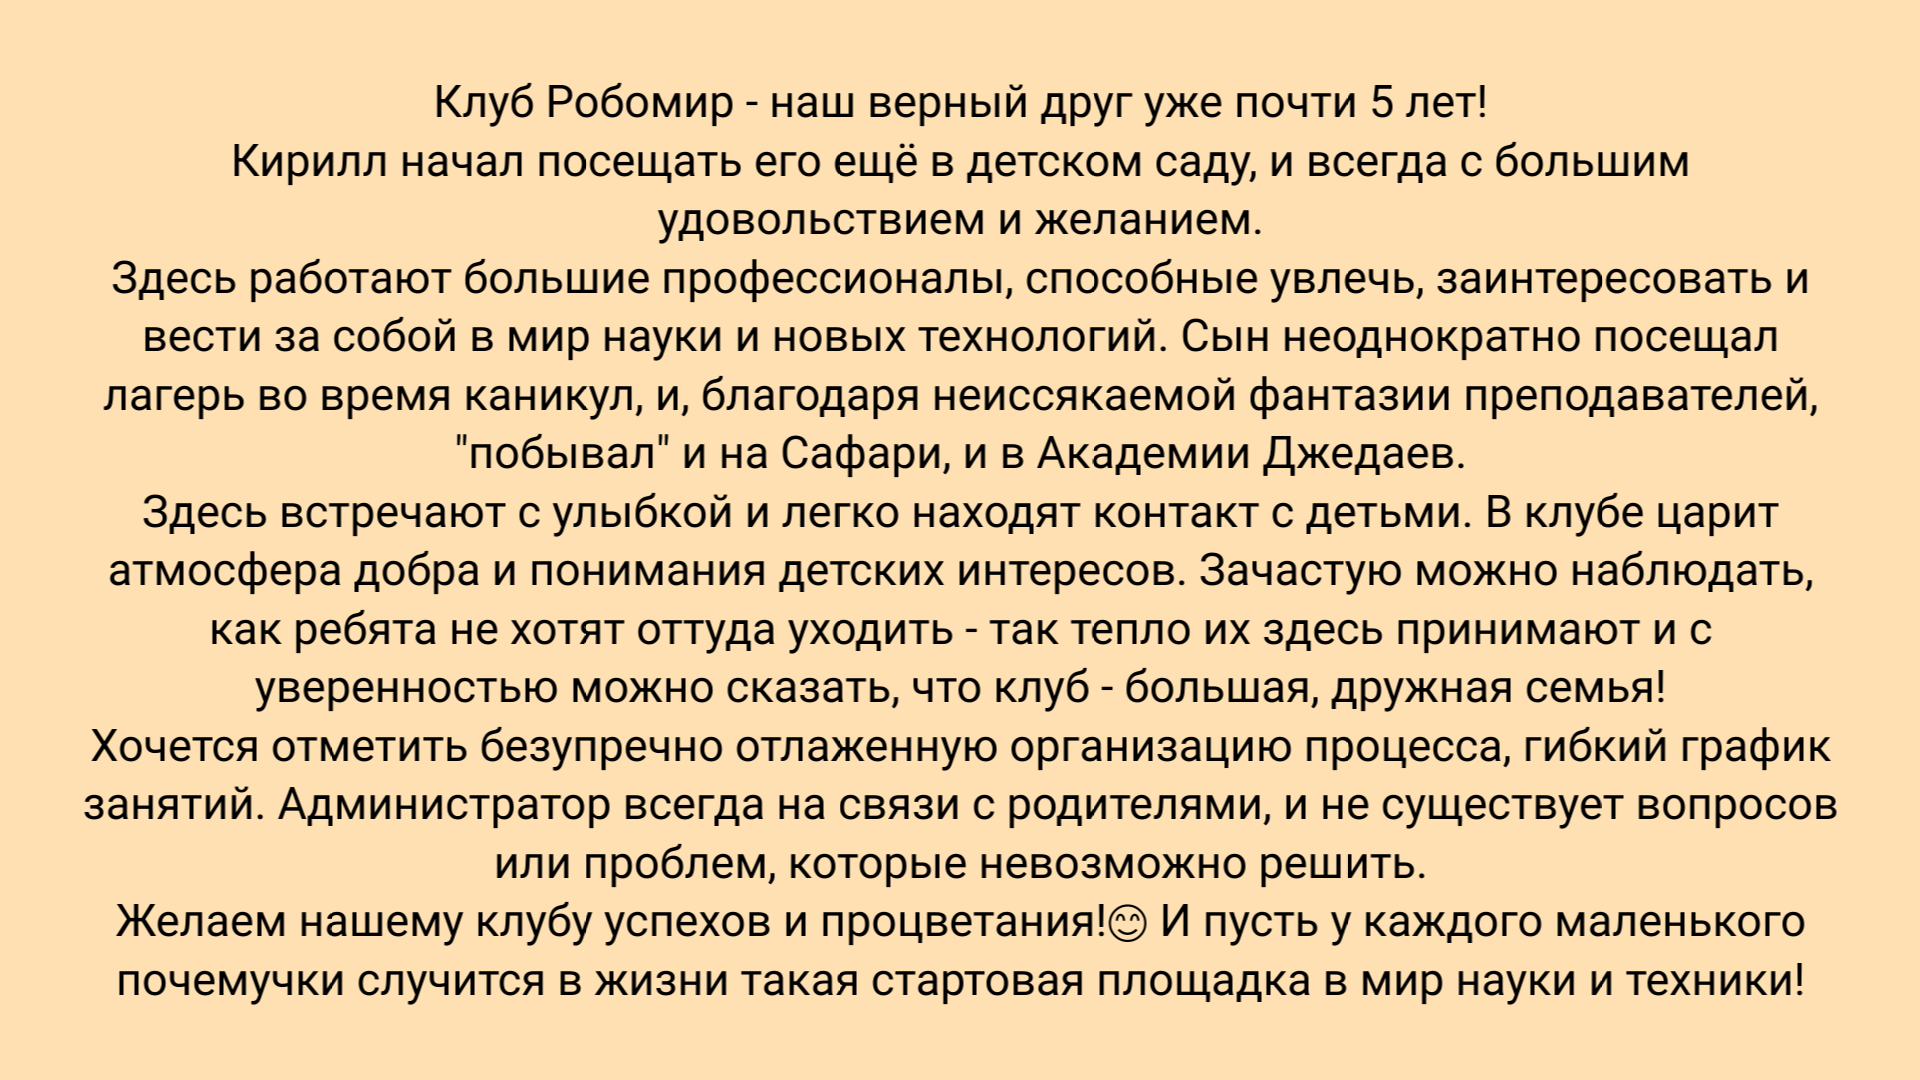 Клуб Робомир - наш верный друг уже почти 5 лет!
Кирилл начал посещать его ещё в детском саду, и всегда с большим
удовольствием и желанием.
Здесь работают большие профессионалы, способные увлечь, заинтересовать и
вести за собой в мир науки и новых технологий. Сын неоднократно посещал
лагерь во время каникул, и, благодаря неиссякаемой фантазии преподавателей,
"побывал" и на Сафари, и в Академии Джедаев.
Здесь встречают с улыбкой и легко находят контакт с детьми. В клубе царит
атмосфера добра и понимания детских интересов. Зачастую можно наблюдать,
как ребята не хотят оттуда уходить - так тепло их здесь принимают и с
уверенностью можно сказать, что клуб - большая, дружная семья!
Хочется отметить безупречно отлаженную организацию процесса, гибкий график
занятий. Администратор всегда на связи с родителями, и не существует вопросов
или проблем, которые невозможно решить.
Желаем нашему клубу успехов и процветания!😊 И пусть у каждого маленького
почемучки случится в жизни такая стартовая площадка в мир науки и техники!